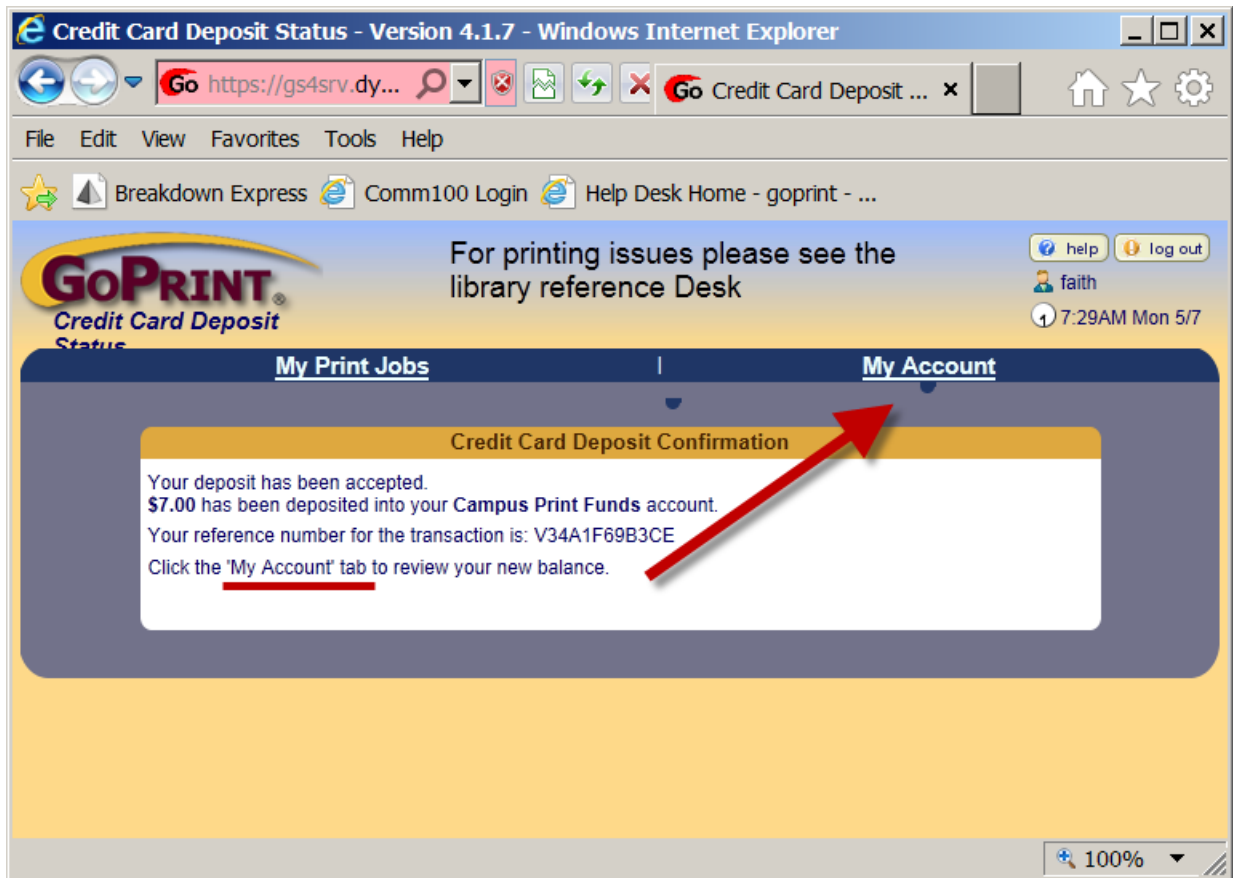 Credit Card Deposit Status - Version 4.1.7 - Windows Internet Explorer
Go https://gs4srv.dy... Go Credit Card Deposit ...
File Edit View Favorites Tools Help
Breakdown Express Comm100 Login Help Desk Home - goprint - ...
GOPRINT®
Credit Card Deposit
Status
For printing issues please see the
library reference Desk
help log out
faith
7:29AM Mon 5/7
My Print Jobs | My Account
Credit Card Deposit Confirmation
Your deposit has been accepted.
$7.00 has been deposited into your Campus Print Funds account.
Your reference number for the transaction is: V34A1F69B3CE
Click the 'My Account' tab to review your new balance.
100%